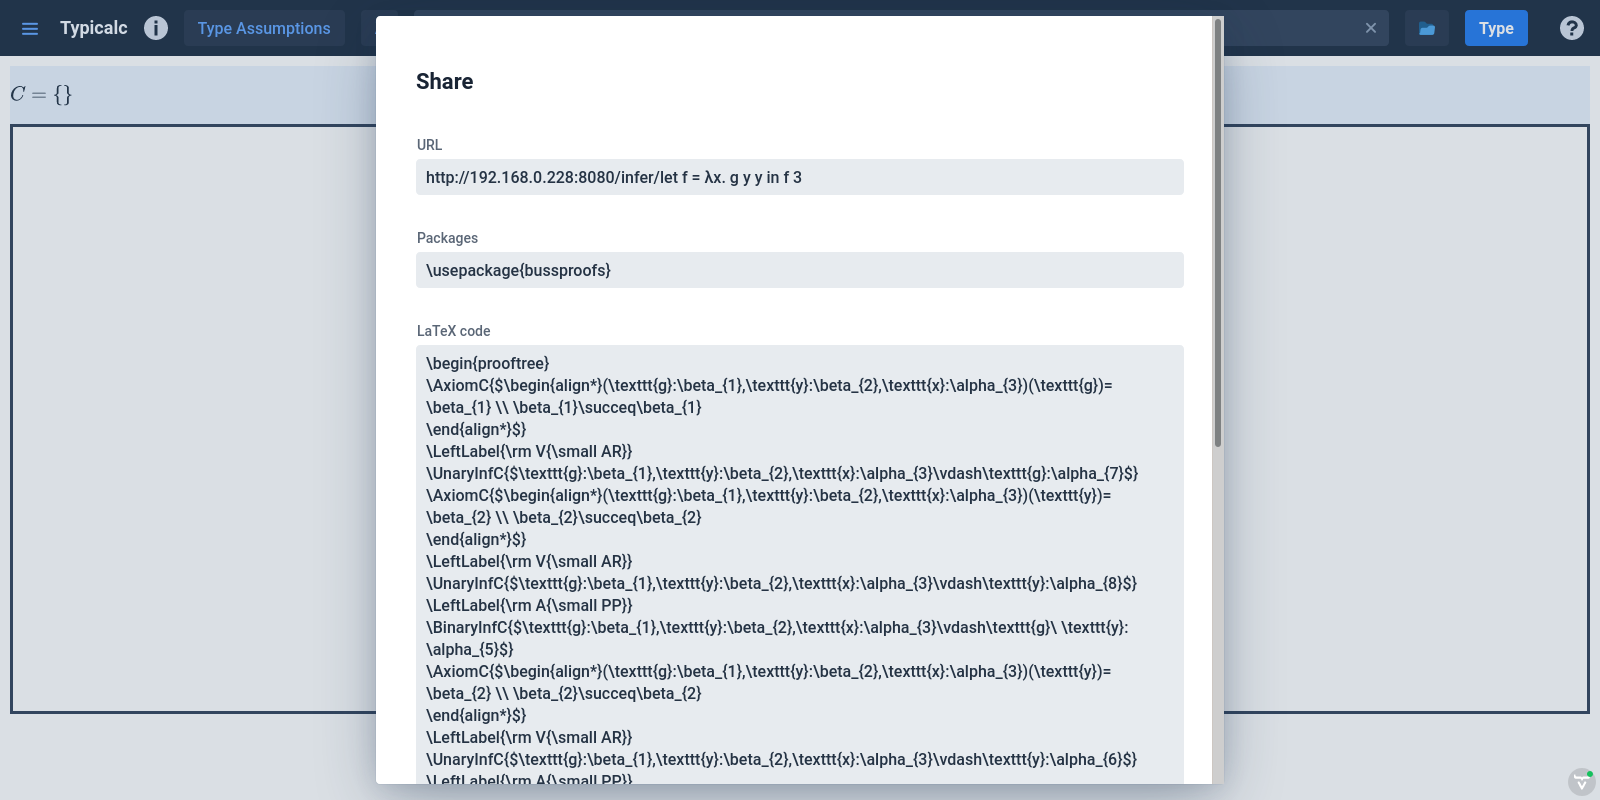 Typicalc
i
Type Assumptions
Type
?
C = {}
Share
URL
http://192.168.0.228:8080/infer/let f = λx. g y y in f 3
Packages
\usepackage{bussproofs}
LaTeX code
\begin{prooftree}
\AxiomC{$\begin{align*}(\texttt{g}:\beta_{1},\texttt{y}:\beta_{2},\texttt{x}:\alpha_{3})(\texttt{g})=
\beta_{1} \\ \beta_{1}\succeq\beta_{1}
\end{align*}$}
\LeftLabel{\rm V{\small AR}}
\UnaryInfC{$\texttt{g}:\beta_{1},\texttt{y}:\beta_{2},\texttt{x}:\alpha_{3}\vdash\texttt{g}:\alpha_{7}$}
\AxiomC{$\begin{align*}(\texttt{g}:\beta_{1},\texttt{y}:\beta_{2},\texttt{x}:\alpha_{3})(\texttt{y})=
\beta_{2} \\ \beta_{2}\succeq\beta_{2}
\end{align*}$}
\LeftLabel{\rm V{\small AR}}
\UnaryInfC{$\texttt{g}:\beta_{1},\texttt{y}:\beta_{2},\texttt{x}:\alpha_{3}\vdash\texttt{y}:\alpha_{8}$}
\LeftLabel{\rm A{\small PP}}
\BinaryInfC{$\texttt{g}:\beta_{1},\texttt{y}:\beta_{2},\texttt{x}:\alpha_{3}\vdash\texttt{g}\ \texttt{y}:
\alpha_{5}$}
\AxiomC{$\begin{align*}(\texttt{g}:\beta_{1},\texttt{y}:\beta_{2},\texttt{x}:\alpha_{3})(\texttt{y})=
\beta_{2} \\ \beta_{2}\succeq\beta_{2}
\end{align*}$}
\LeftLabel{\rm V{\small AR}}
\UnaryInfC{$\texttt{g}:\beta_{1},\texttt{y}:\beta_{2},\texttt{x}:\alpha_{3}\vdash\texttt{y}:\alpha_{6}$}
\LeftLabel{\rm A{\small PP}}